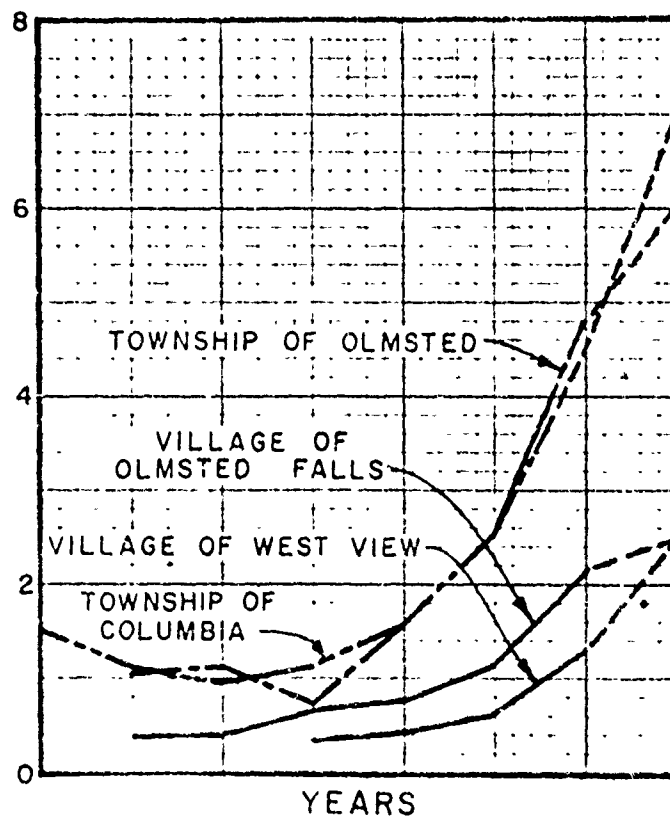 8
6
TOWNSHIP OF OLMSTED
4
VILLAGE OF
OLMSTED FALLS
VILLAGE OF WEST VIEW
2
TOWNSHIP OF
COLUMBIA
0
YEARS